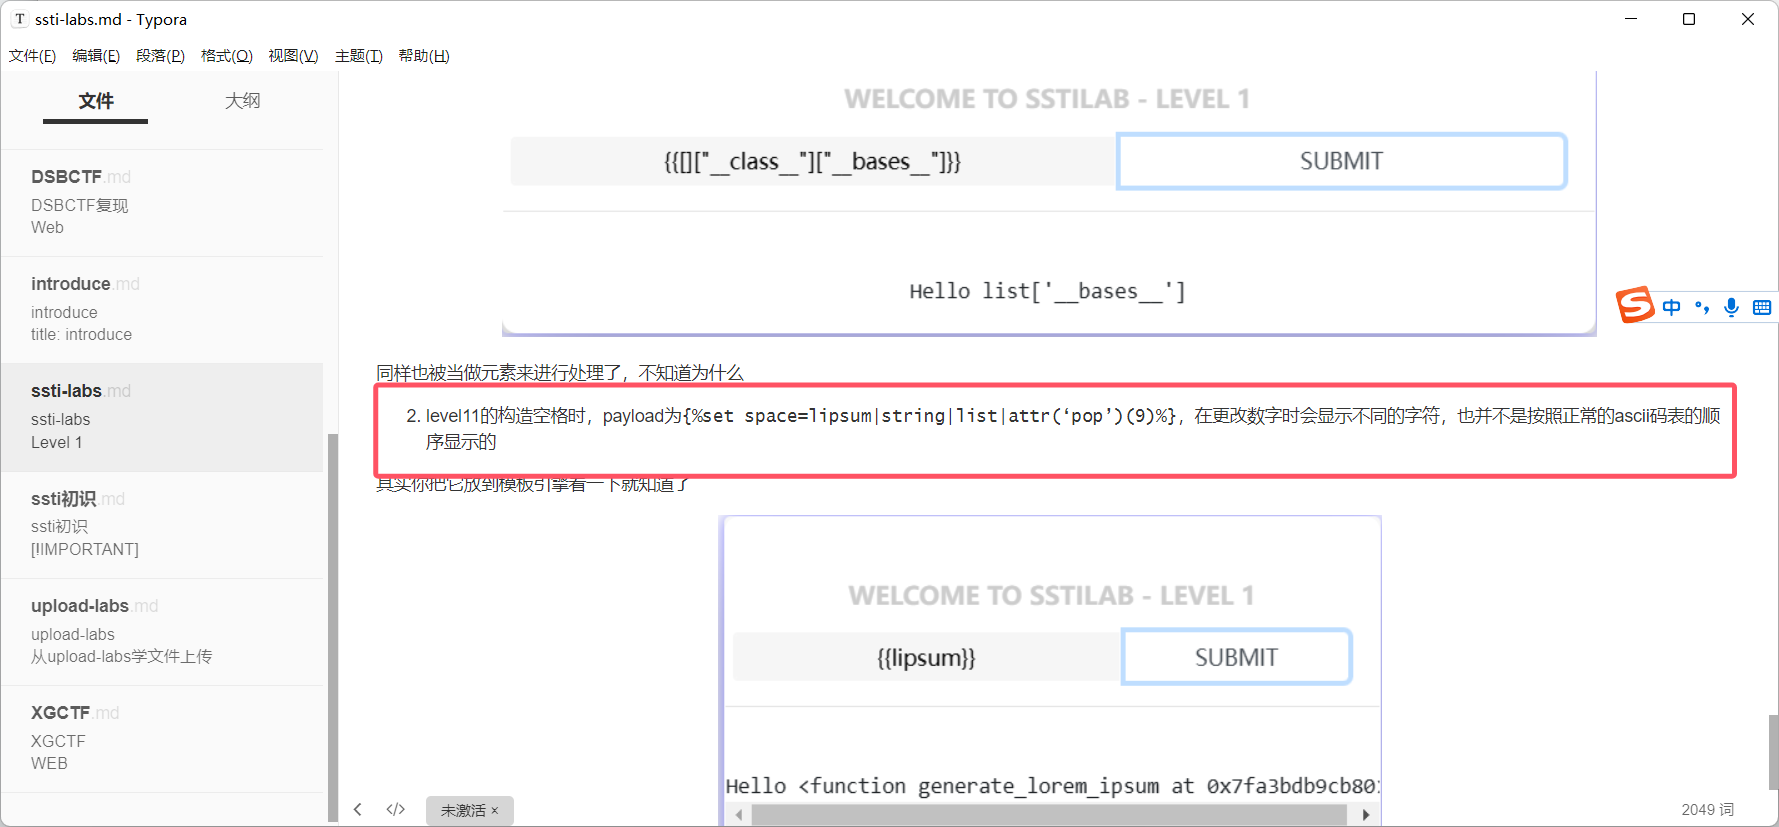 T ssti-labs.md - Typora
文件(F) 编辑(E) 段落(P) 格式(O) 视图(V) 主题(T) 帮助(H)
文件 大纲
DSBCTF.md
DSBCTF复现
Web
introduce.md
introduce
title: introduce
ssti-labs.md
ssti-labs
Level 1
ssti初识.md
ssti初识
[!IMPORTANT]
upload-labs.md
upload-labs
从upload-labs学文件上传
XGCTF.md
XGCTF
WEB
WELCOME TO SSTILAB - LEVEL 1
{{[]["__class__"]["__bases__"]}} SUBMIT
Hello list['__bases__']
同样也被当做元素来进行处理了，不知道为什么
2. level11的构造空格时，payload为{%set space=lipsum|string|list|attr(‘pop’)(9)%}，在更改数字时会显示不同的字符，也并不是按照正常的ascii码表的顺
序显示的
其实你把它放到模板引擎看一下就知道了
WELCOME TO SSTILAB - LEVEL 1
{{lipsum}} SUBMIT
Hello <function generate_lorem_ipsum at 0x7fa3bdb9cb80
未激活 ×
2049 词
S 中